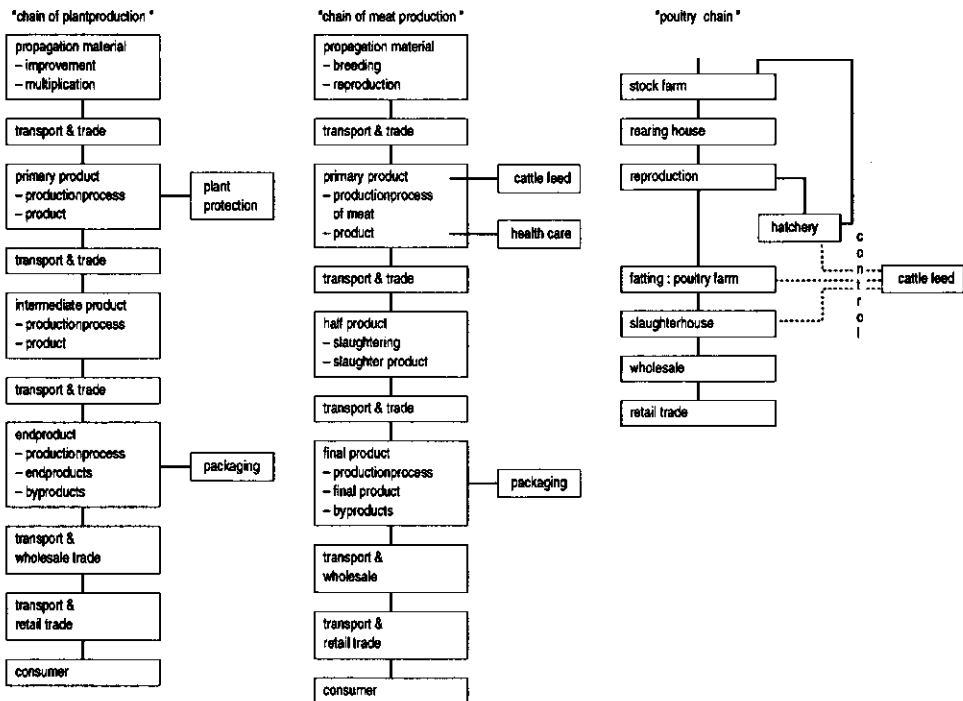 "chain of plantproduction "
propagation material
– improvement
– multiplication
transport & trade
primary product
– productionprocess
– product
plant
protection
transport & trade
intermediate product
– productionprocess
– product
transport & trade
endproduct
– productionprocess
– endproducts
– byproducts
packaging
transport &
wholesale trade
transport &
retail trade
consumer
"chain of meat production "
propagation material
– breeding
– reproduction
transport & trade
primary product
– productionprocess
of meat
– product
cattle feed
health care
transport & trade
half product
– slaughtering
– slaughter product
transport & trade
final product
– productionprocess
– final product
– byproducts
packaging
transport &
wholesale
transport &
retail trade
consumer
"poultry chain "
stock farm
rearing house
reproduction
hatchery
control
cattle feed
fatting : poultry farm
slaughterhouse
wholesale
retail trade